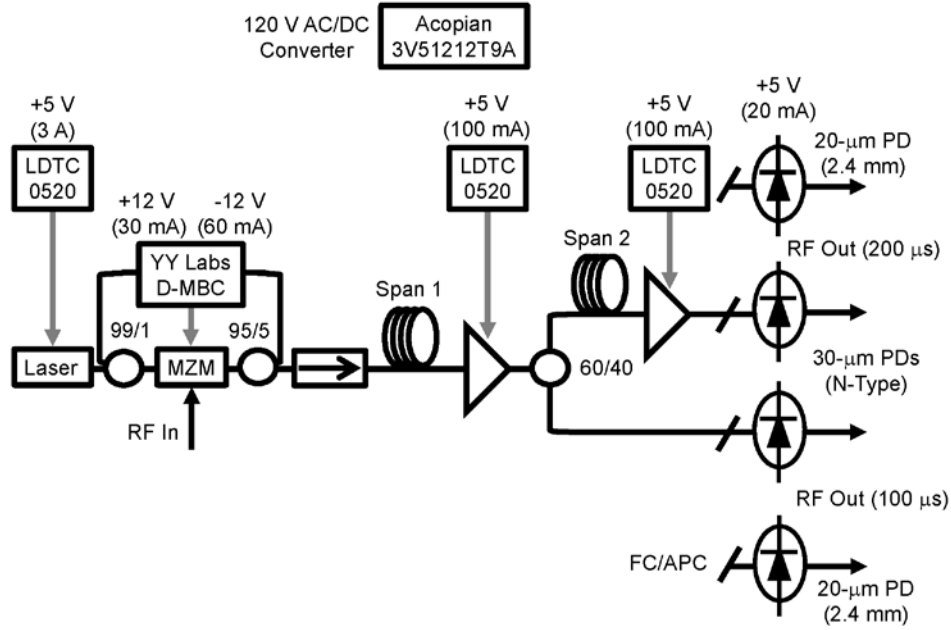 120 V AC/DC
Converter
Acopian
3V51212T9A
+5 V
(3 A)
LDTC
0520
+12 V
(30 mA)
-12 V
(60 mA)
YY Labs
D-MBC
99/1
95/5
Laser
MZM
RF In
Span 1
+5 V
(100 mA)
LDTC
0520
60/40
Span 2
+5 V
(100 mA)
LDTC
0520
+5 V
(20 mA)
20-μm PD
(2.4 mm)
RF Out (200 μs)
30-μm PDs
(N-Type)
RF Out (100 μs)
FC/APC
20-μm PD
(2.4 mm)